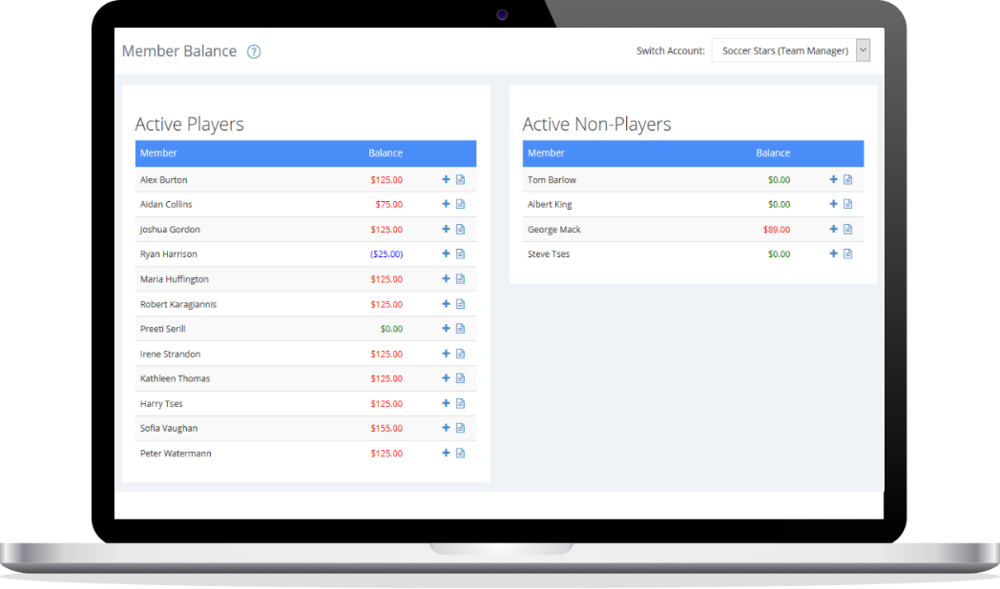 Member Balance ?
Switch Account: Soccer Stars (Team Manager)
Active Players
Member Balance
Alex Burton $125.00
Aidan Collins $75.00
Joshua Gordon $125.00
Ryan Harrison ($25.00)
Maria Huffington $125.00
Robert Karagiannis $125.00
Preeti Serill $0.00
Irene Strandon $125.00
Kathleen Thomas $125.00
Harry Tses $125.00
Sofia Vaughan $155.00
Peter Watermann $125.00
Active Non-Players
Member Balance
Tom Barlow $0.00
Albert King $0.00
George Mack $89.00
Steve Tses $0.00